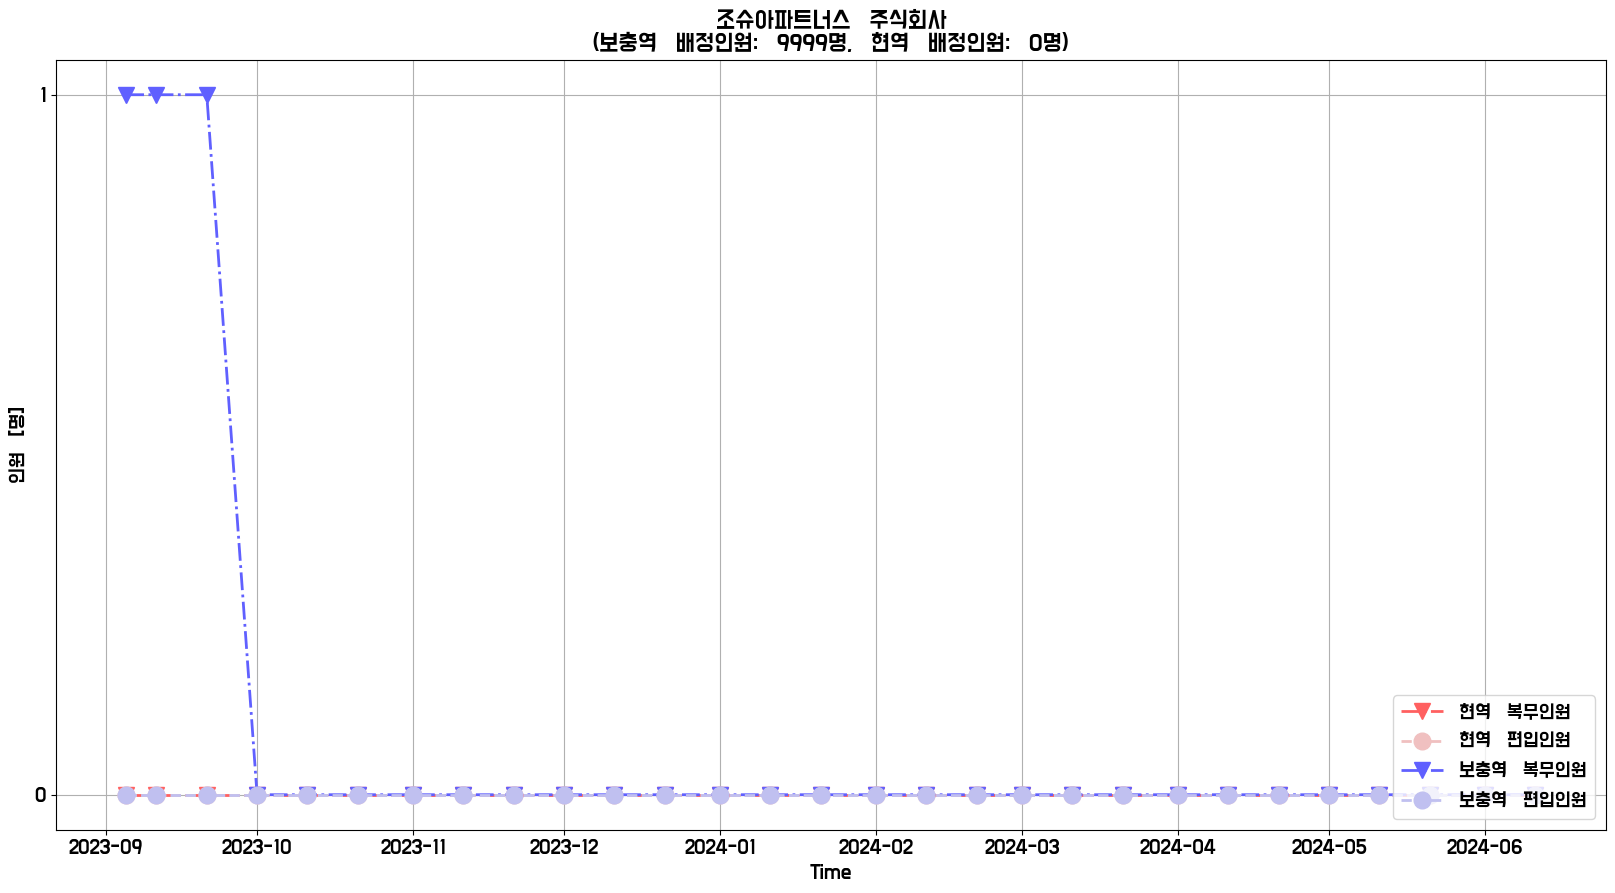 조슈아파트너스 주식회사
(보충역 배정인원: 9999명, 현역 배정인원: 0명)
인원 [명]
1
0
현역 복무인원
현역 편입인원
보충역 복무인원
보충역 편입인원
2023-09 2023-10 2023-11 2023-12 2024-01 2024-02 2024-03 2024-04 2024-05 2024-06
Time